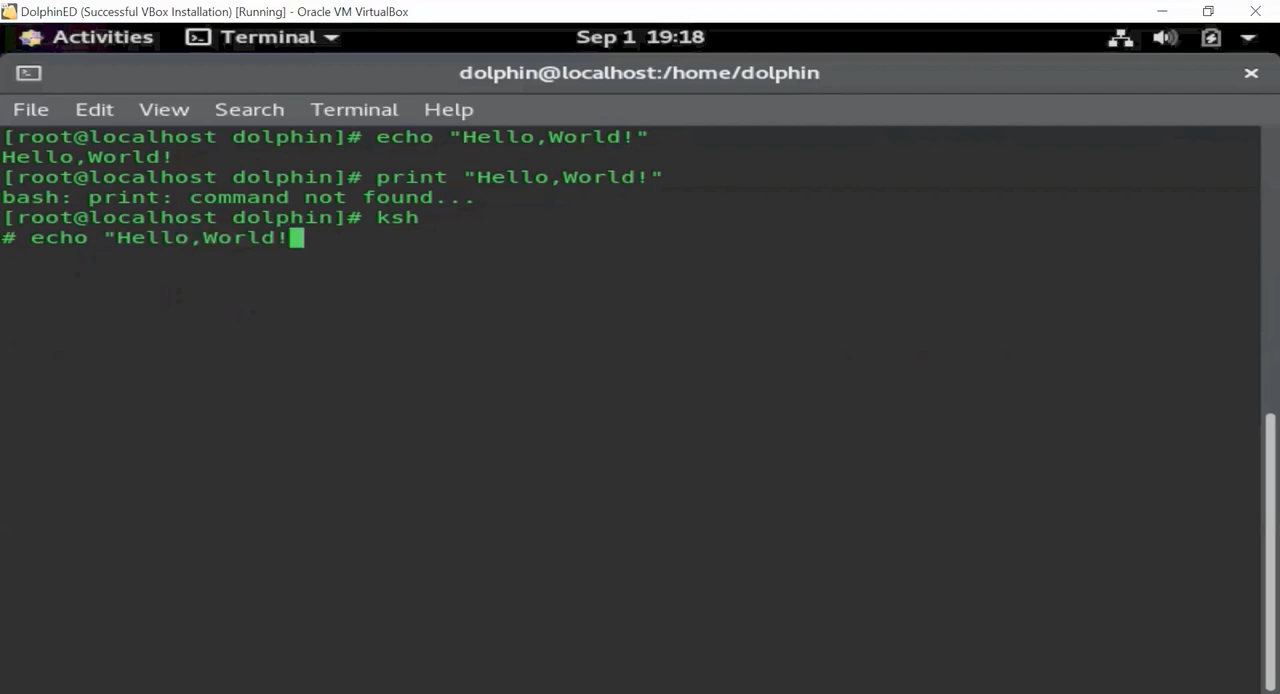 DolphinED (Successful VBox Installation) [Running] - Oracle VM VirtualBox
Activities Terminal Sep 1 19:18
dolphin@localhost:/home/dolphin
File Edit View Search Terminal Help
[root@localhost dolphin]# echo "Hello,World!"
Hello,World!
[root@localhost dolphin]# print "Hello,World!"
bash: print: command not found...
[root@localhost dolphin]# ksh
# echo "Hello,World!